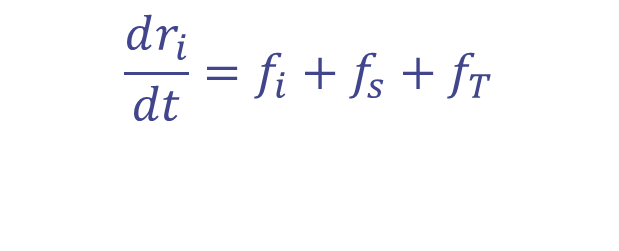 dr_i/dt = f_i + f_s + f_T